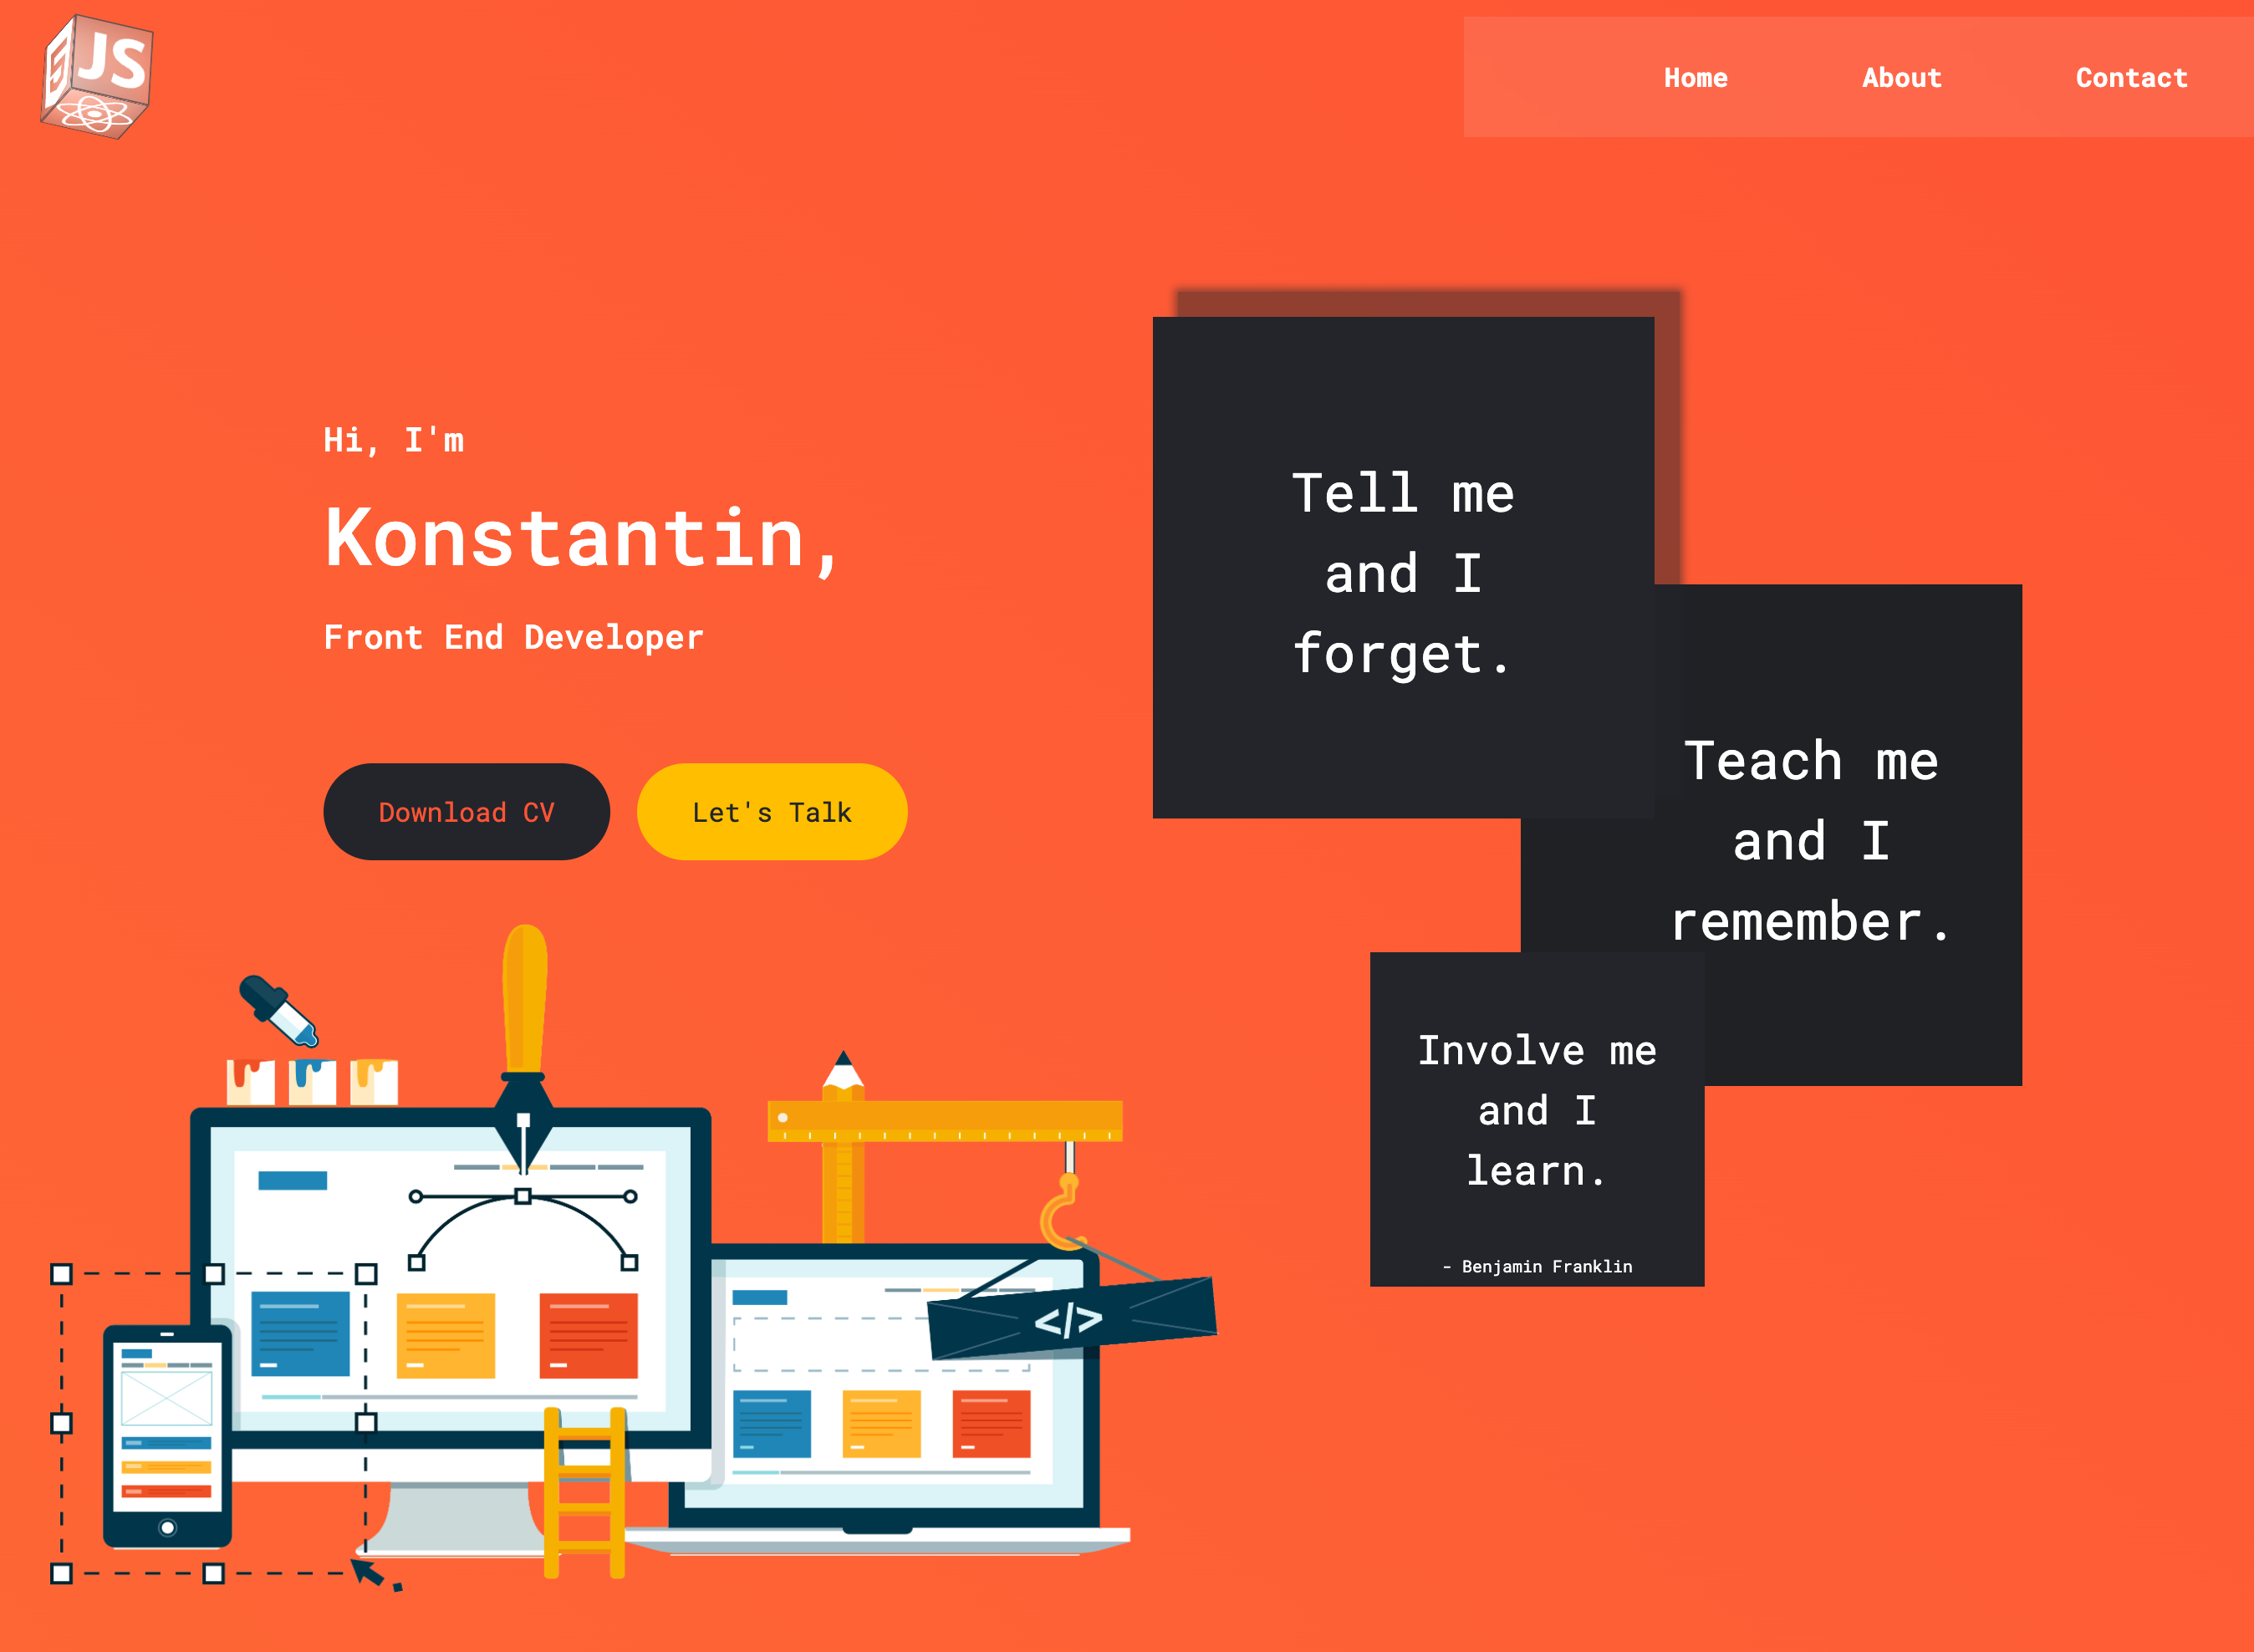 JS
Home About Contact
Hi, I'm
Konstantin,
Front End Developer
Download CV
Let's Talk
Tell me
and I
forget.
Teach me
and I
remember.
Involve me
and I
learn.
- Benjamin Franklin
</>